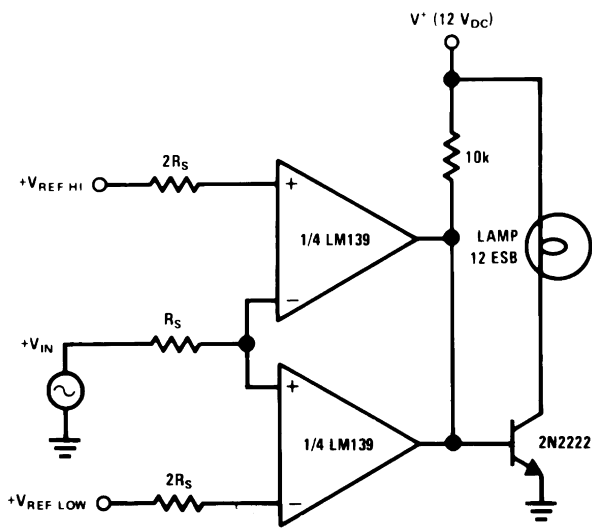 V⁺ (12 VDC)
2RS
10k
+VREF HI
+
1/4 LM139
LAMP
12 ESB
−
RS
+VIN
+
1/4 LM139
2N2222
2RS
−
+VREF LOW